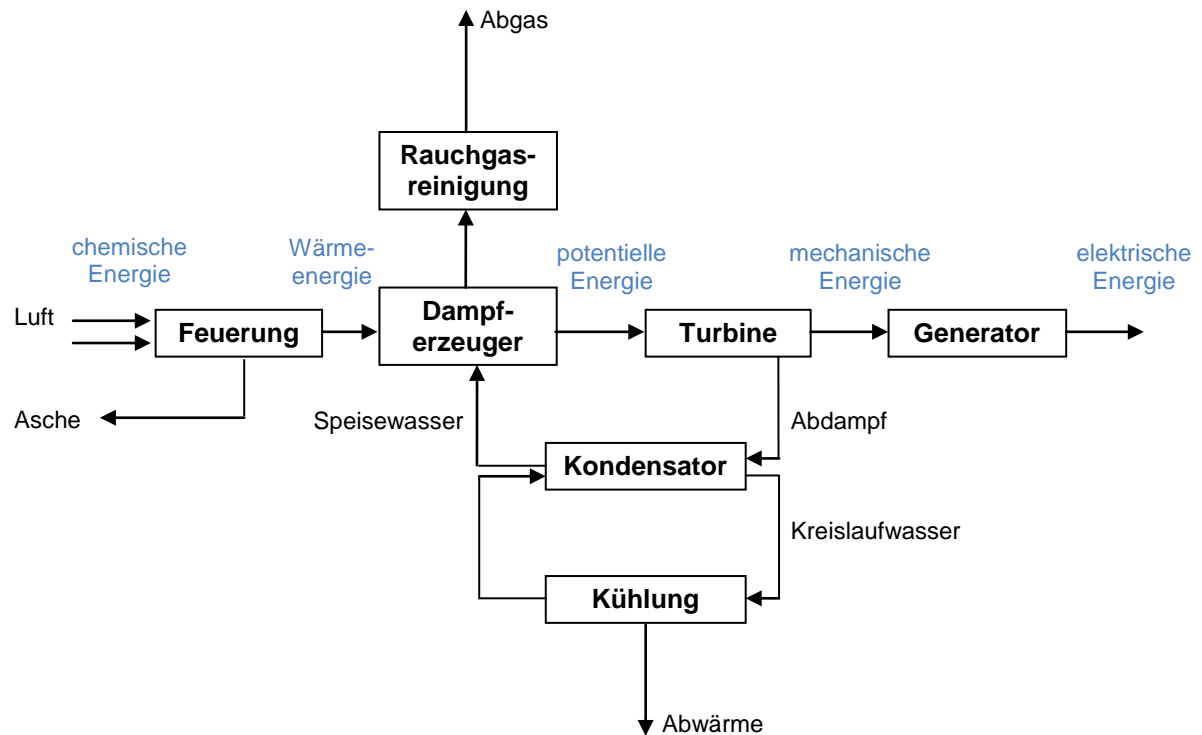 Abgas
Rauchgas-
reinigung
chemische
Energie
Wärme-
energie
potentielle
Energie
mechanische
Energie
elektrische
Energie
Luft
Feuerung
Dampf-
erzeuger
Turbine
Generator
Asche
Speisewasser
Abdampf
Kondensator
Kreislaufwasser
Kühlung
Abwärme